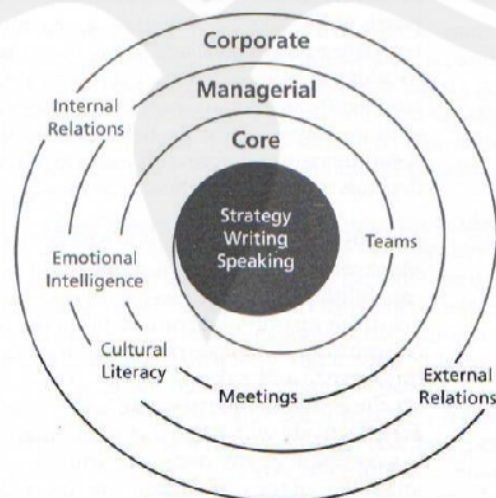 Corporate
Managerial
Internal
Relations
Core
Strategy
Writing
Speaking
Teams
Emotional
Intelligence
Cultural
Literacy
Meetings
External
Relations